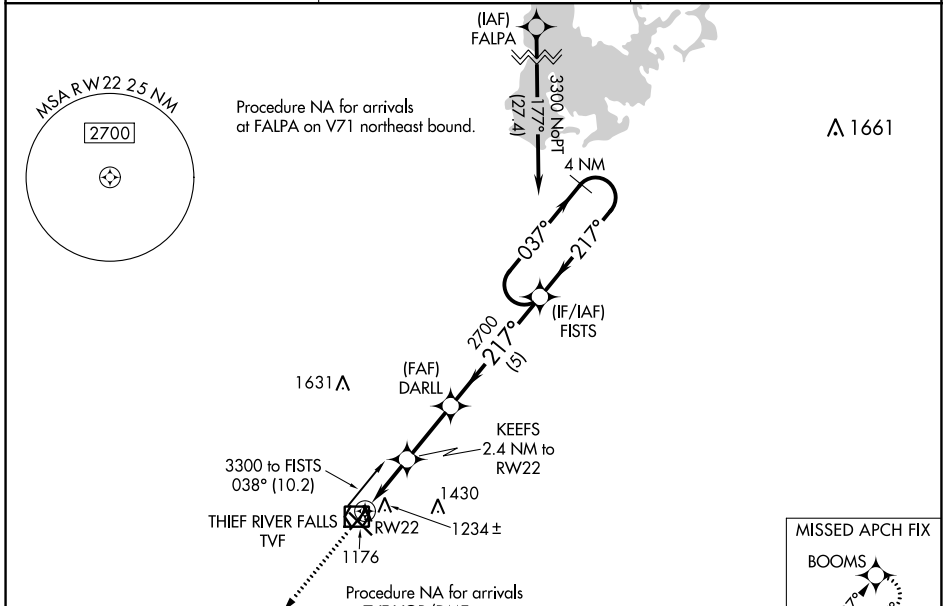 (IAF)
FALPA
MSA RW22 25 NM
2700
Procedure NA for arrivals
at FALPA on V71 northeast bound.
3300 NoPT
177°
(27.4)
1661
4 NM
037°
217°
(IF/IAF)
FISTS
2700
217°
(5)
(FAF)
DARLL
1631
KEEFS
2.4 NM to
RW22
3300 to FISTS
038° (10.2)
1430
THIEF RIVER FALLS
TVF
RW22
1234 ±
1176
MISSED APCH FIX
BOOMS
Procedure NA for arrivals